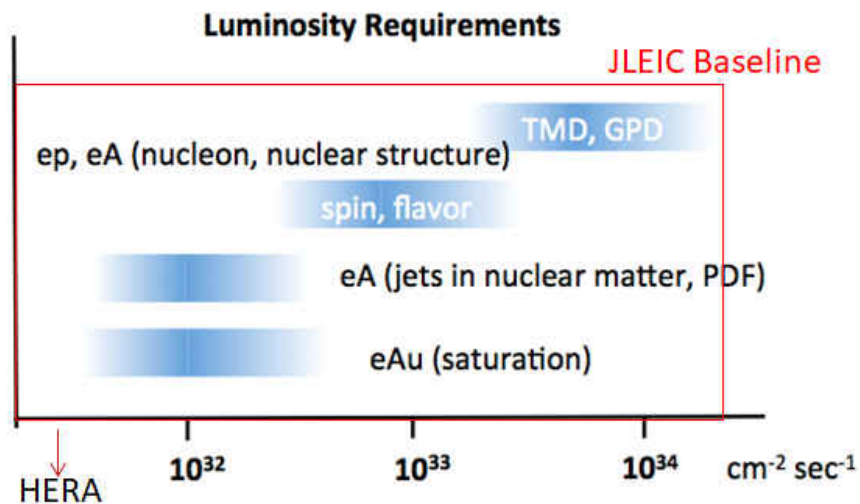 Luminosity Requirements
JLEIC Baseline
TMD, GPD
ep, eA (nucleon, nuclear structure)
spin, flavor
eA (jets in nuclear matter, PDF)
eAu (saturation)
10³² 10³³ 10³⁴ cm⁻² sec⁻¹
HERA